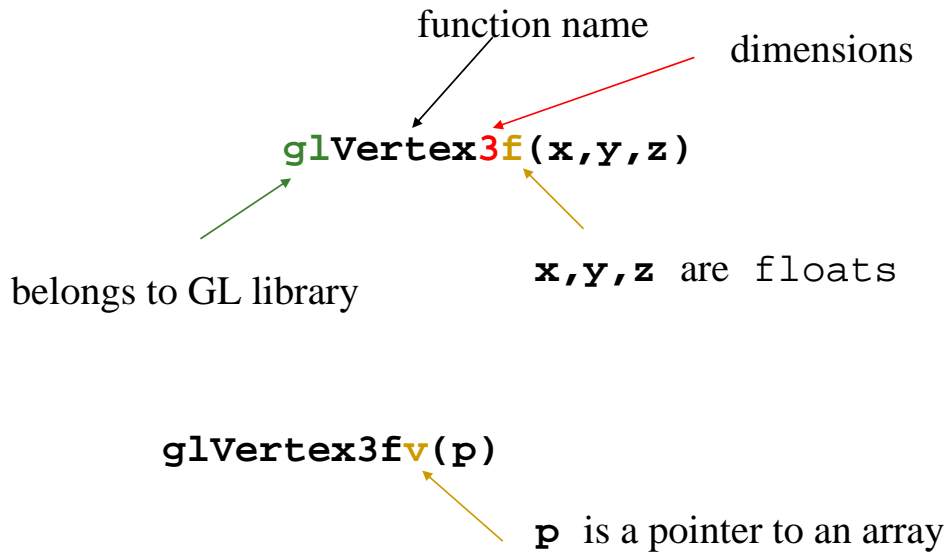 function name
dimensions
glVertex3f(x,y,z)
belongs to GL library
x,y,z are floats
glVertex3fv(p)
p is a pointer to an array